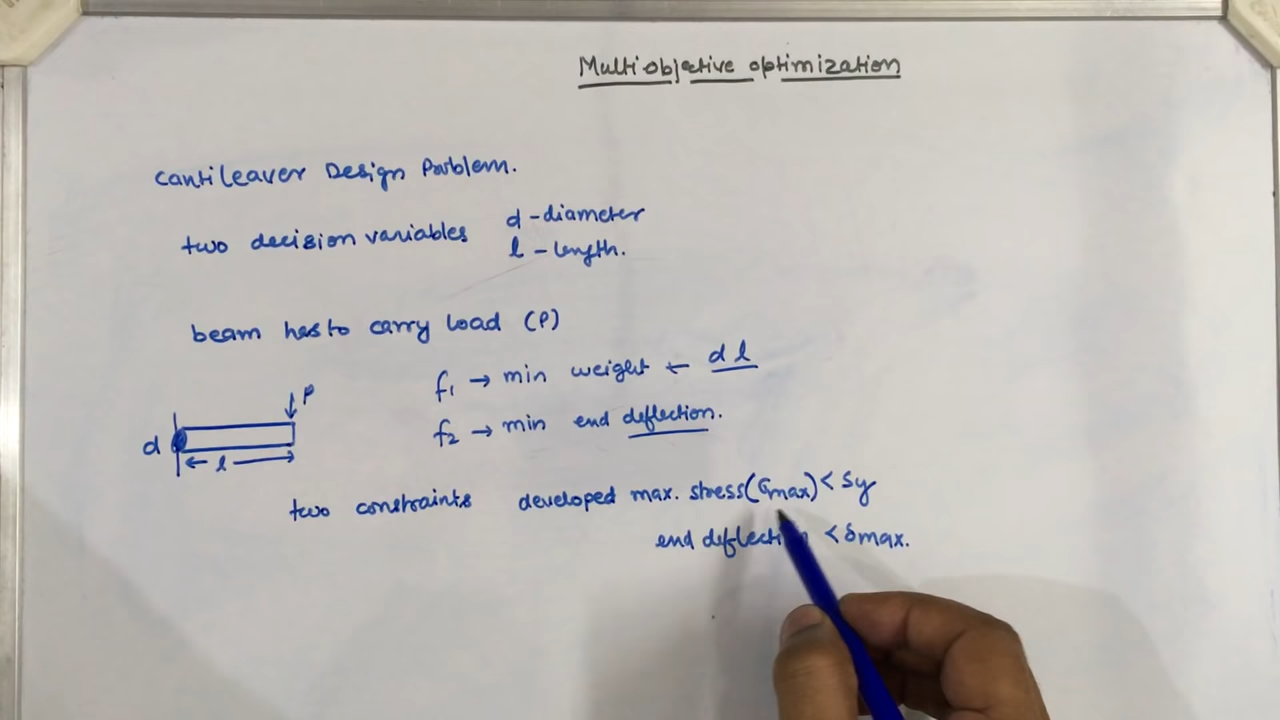 Multiobjective optimization
Cantileaver Design Problem.
two decision variables d - diameter
l - length.
beam has to carry load (P)
f₁ → min weight ← d l
f₂ → min end deflection.
P
d
l
two constraints developed max. stress (σmax) < Sy
end deflection < δmax.